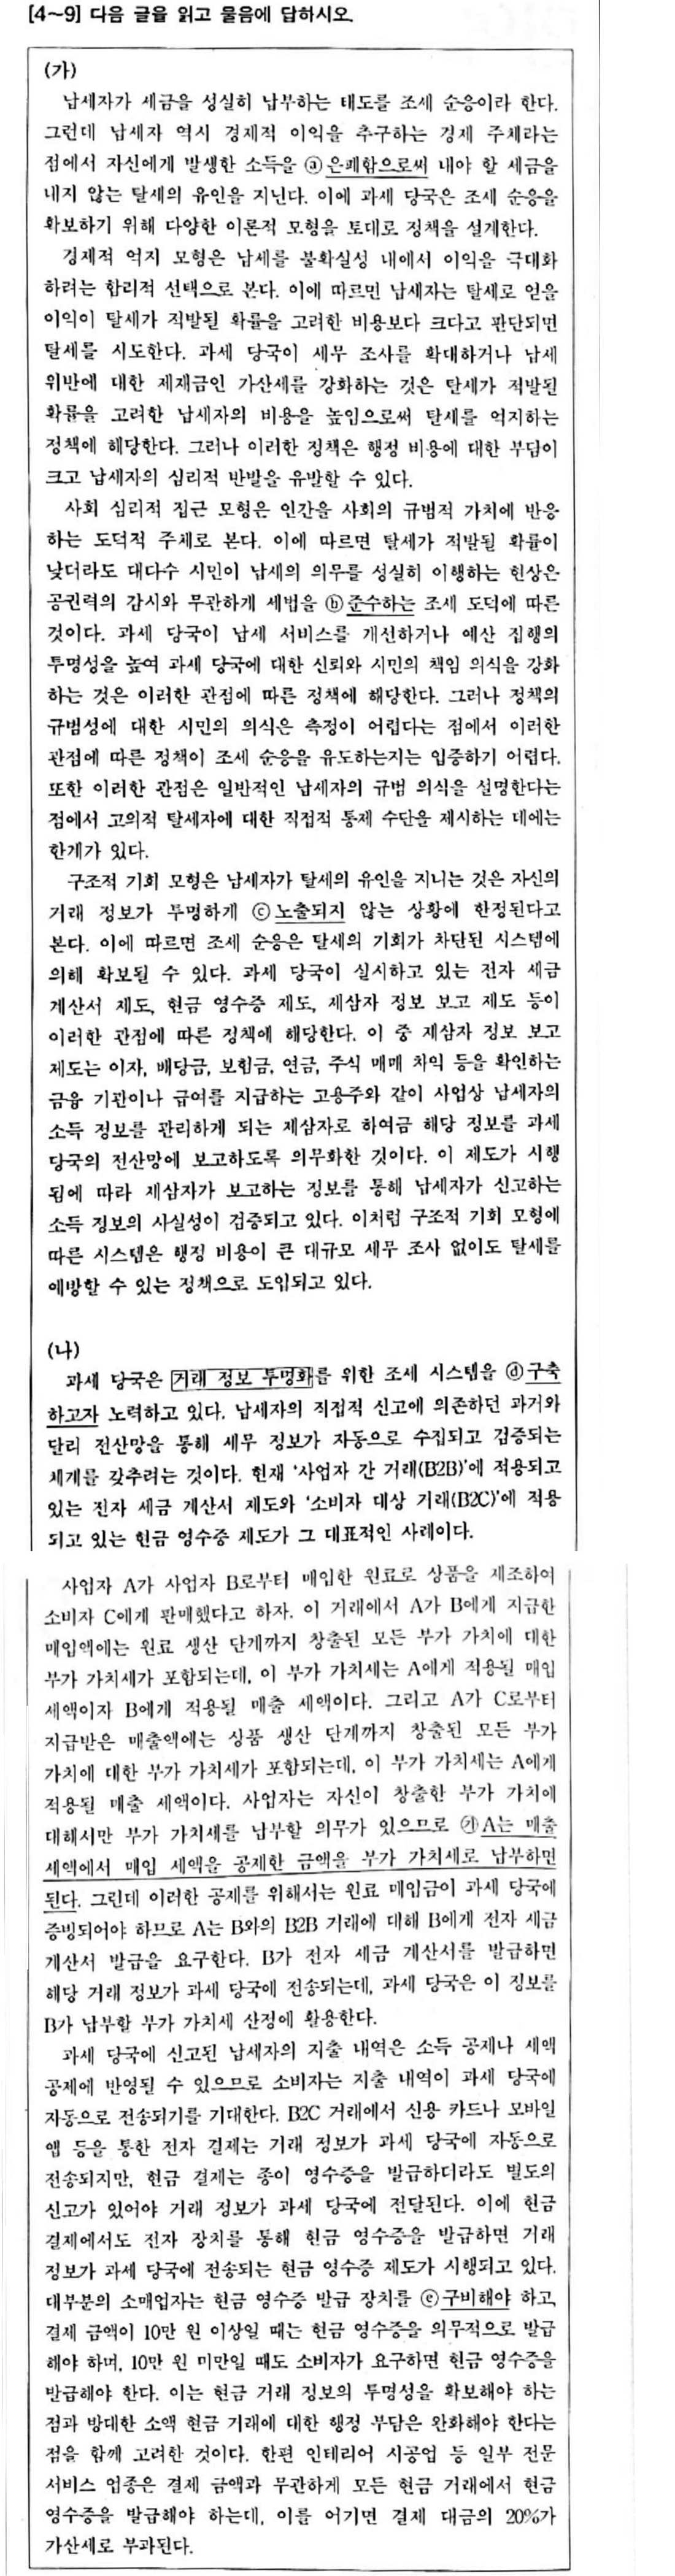 [4~9] 다음 글을 읽고 물음에 답하시오.
(가)
납세자가 세금을 성실히 납부하는 태도를 조세 순응이라 한다.
그런데 납세자 역시 경제적 이익을 추구하는 경제 주체라는
점에서 자신에게 발생한 소득을 ⓐ은폐함으로써 내야 할 세금을
내지 않는 탈세의 유인을 지닌다. 이에 과세 당국은 조세 순응을
확보하기 위해 다양한 이론적 모형을 토대로 정책을 설계한다.
경제적 억지 모형은 납세를 불확실성 내에서 이익을 극대화
하려는 합리적 선택으로 본다. 이에 따르면 납세자는 탈세로 얻을
이익이 탈세가 적발될 확률을 고려한 비용보다 크다고 판단되면
탈세를 시도한다. 과세 당국이 세무 조사를 확대하거나 납세
위반에 대한 제재금인 가산세를 강화하는 것은 탈세가 적발된
확률을 고려한 납세자의 비용을 높임으로써 탈세를 억지하는
정책에 해당한다. 그러나 이러한 정책은 행정 비용에 대한 부담이
크고 납세자의 심리적 반발을 유발할 수 있다.
사회 심리적 접근 모형은 인간을 사회의 규범적 가치에 반응
하는 도덕적 주체로 본다. 이에 따르면 탈세가 적발될 확률이
낮더라도 대다수 시민이 납세의 의무를 성실히 이행하는 현상은
공권력의 감시와 무관하게 세법을 ⓑ준수하는 조세 도덕에 따른
것이다. 과세 당국이 납세 서비스를 개선하거나 예산 집행의
투명성을 높여 과세 당국에 대한 신뢰와 시민의 책임 의식을 강화
하는 것은 이러한 관점에 따른 정책에 해당한다. 그러나 정책의
규범성에 대한 시민의 의식은 측정이 어렵다는 점에서 이러한
관점에 따른 정책이 조세 순응을 유도하는지는 입증하기 어렵다.
또한 이러한 관점은 일반적인 납세자의 규범 의식을 설명한다는
점에서 고의적 탈세자에 대한 직접적 통제 수단을 제시하는 데에는
한계가 있다.
구조적 기회 모형은 납세자가 탈세의 유인을 지니는 것은 자신의
거래 정보가 투명하게 ⓒ노출되지 않는 상황에 한정된다고
본다. 이에 따르면 조세 순응은 탈세의 기회가 차단된 시스템에
의해 확보될 수 있다. 과세 당국이 실시하고 있는 전자 세금
계산서 제도, 현금 영수증 제도, 제삼자 정보 보고 제도 등이
이러한 관점에 따른 정책에 해당한다. 이 중 제삼자 정보 보고
제도는 이자, 배당금, 보험금, 연금, 주식 매매 차익 등을 확인하는
금융 기관이나 급여를 지급하는 고용주와 같이 사업상 납세자의
소득 정보를 관리하게 되는 제삼자로 하여금 해당 정보를 과세
당국의 전산망에 보고하도록 의무화한 것이다. 이 제도가 시행
됨에 따라 제삼자가 보고하는 정보를 통해 납세자가 신고하는
소득 정보의 사실성이 검증되고 있다. 이처럼 구조적 기회 모형에
따른 시스템은 행정 비용이 큰 대규모 세무 조사 없이도 탈세를
예방할 수 있는 정책으로 도입되고 있다.
(나)
과세 당국은 거래 정보 투명화를 위한 조세 시스템을 ⓓ구축
하고자 노력하고 있다. 납세자의 직접적 신고에 의존하던 과거와
달리 전산망을 통해 세무 정보가 자동으로 수집되고 검증되는
체계를 갖추려는 것이다. 현재 '사업자 간 거래(B2B)'에 적용되고
있는 전자 세금 계산서 제도와 '소비자 대상 거래(B2C)'에 적용
되고 있는 현금 영수증 제도가 그 대표적인 사례이다.
사업자 A가 사업자 B로부터 매입한 원료로 상품을 제조하여
소비자 C에게 판매했다고 하자. 이 거래에서 A가 B에게 지급한
매입액에는 원료 생산 단계까지 창출된 모든 부가 가치에 대한
부가 가치세가 포함되는데, 이 부가 가치세는 A에게 적용될 매입
세액이자 B에게 적용될 매출 세액이다. 그리고 A가 C로부터
지급받은 매출액에는 상품 생산 단계까지 창출된 모든 부가
가치에 대한 부가 가치세가 포함되는데, 이 부가 가치세는 A에게
적용될 매출 세액이다. 사업자는 자신이 창출한 부가 가치에
대해서만 부가 가치세를 납부할 의무가 있으므로 ㉮A는 매출
세액에서 매입 세액을 공제한 금액을 부가 가치세로 납부하면
된다. 그런데 이러한 공제를 위해서는 원료 매입금이 과세 당국에
증빙되어야 하므로 A는 B와의 B2B 거래에 대해 B에게 전자 세금
계산서 발급을 요구한다. B가 전자 세금 계산서를 발급하면
해당 거래 정보가 과세 당국에 전송되는데, 과세 당국은 이 정보를
B가 납부할 부가 가치세 산정에 활용한다.
과세 당국에 신고된 납세자의 지출 내역은 소득 공제나 세액
공제에 반영될 수 있으므로 소비자는 지출 내역이 과세 당국에
자동으로 전송되기를 기대한다. B2C 거래에서 신용 카드나 모바일
앱 등을 통한 전자 결제는 거래 정보가 과세 당국에 자동으로
전송되지만, 현금 결제는 종이 영수증을 발급하더라도 별도의
신고가 있어야 거래 정보가 과세 당국에 전달된다. 이에 현금
결제에서도 전자 장치를 통해 현금 영수증을 발급하면 거래
정보가 과세 당국에 전송되는 현금 영수증 제도가 시행되고 있다.
대부분의 소매업자는 현금 영수증 발급 장치를 ⓔ구비해야 하고,
결제 금액이 10만 원 이상일 때는 현금 영수증을 의무적으로 발급
해야 하며, 10만 원 미만일 때도 소비자가 요구하면 현금 영수증을
발급해야 한다. 이는 현금 거래 정보의 투명성을 확보해야 하는
점과 방대한 소액 현금 거래에 대한 행정 부담은 완화해야 한다는
점을 함께 고려한 것이다. 한편 인테리어 시공업 등 일부 전문
서비스 업종은 결제 금액과 무관하게 모든 현금 거래에서 현금
영수증을 발급해야 하는데, 이를 어기면 결제 대금의 20%가
가산세로 부과된다.